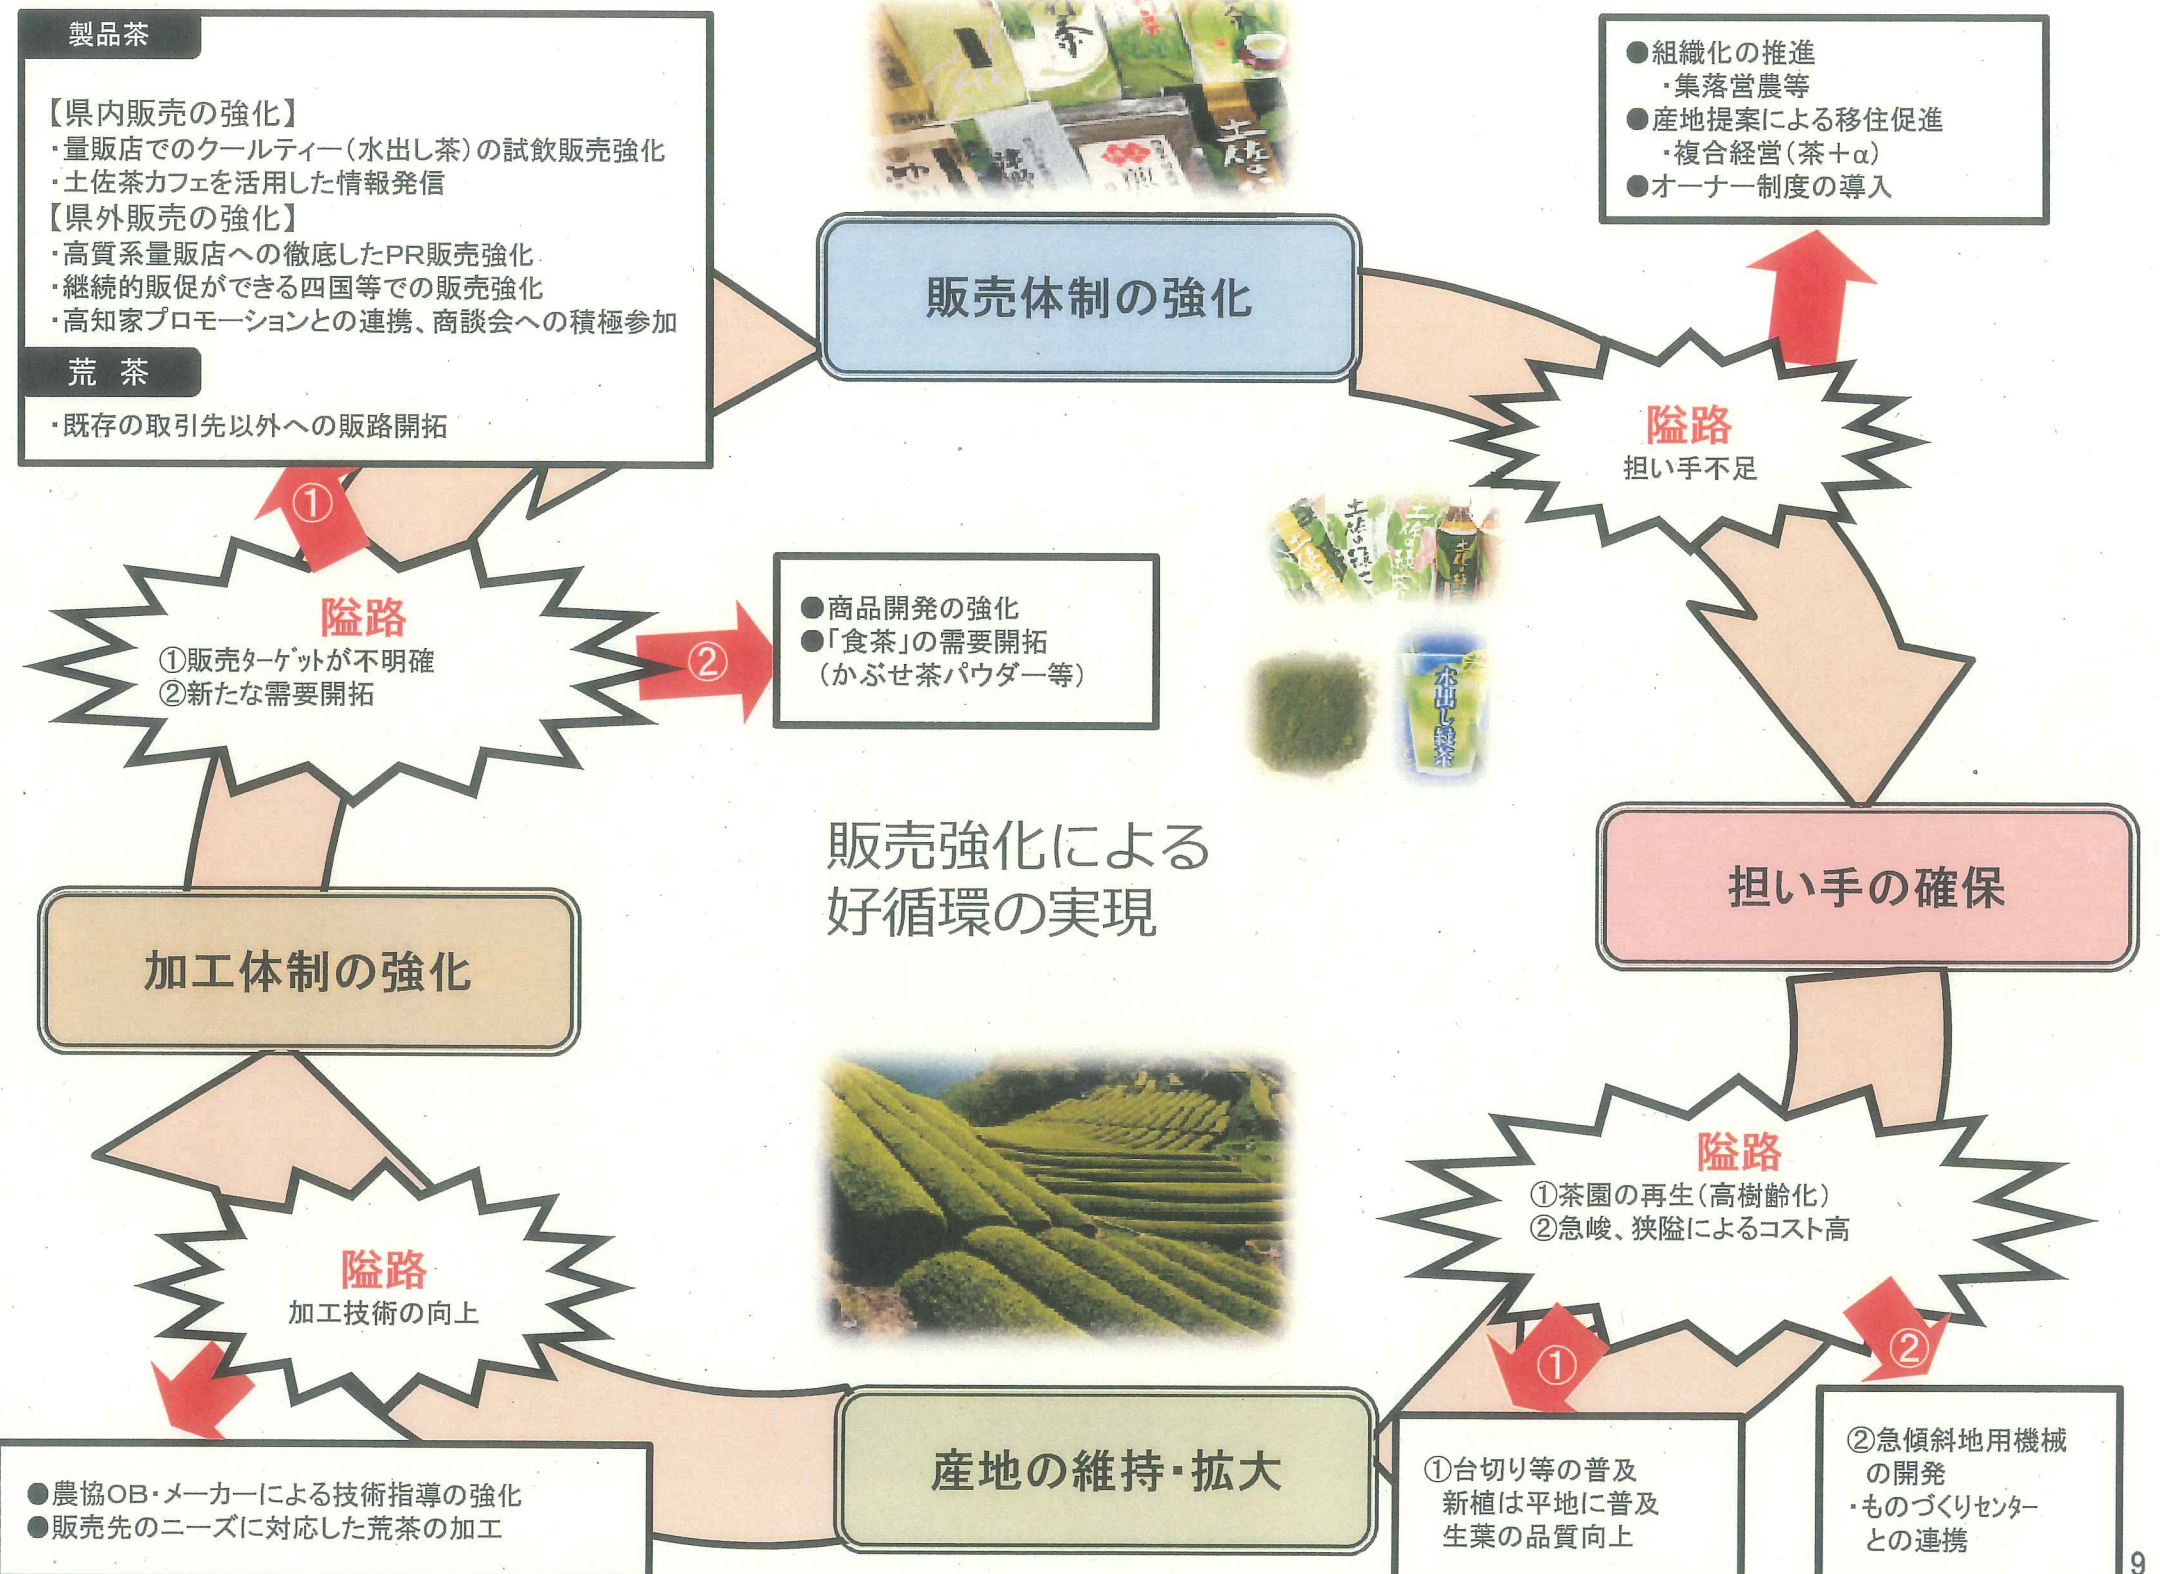 製品茶
【県内販売の強化】
・量販店でのクールティー（水出し茶）の試飲販売強化
・土佐茶カフェを活用した情報発信
【県外販売の強化】
・高質系量販店への徹底したPR販売強化
・継続的販促ができる四国等での販売強化
・高知家プロモーションとの連携、商談会への積極参加
荒 茶
・既存の取引先以外への販路開拓
販売体制の強化
●組織化の推進
・集落営農等
●産地提案による移住促進
・複合経営（茶＋α）
●オーナー制度の導入
隘路
担い手不足
①
隘路
①販売ターゲットが不明確
②新たな需要開拓
②
●商品開発の強化
●「食茶」の需要開拓
（かぶせ茶パウダー等）
水出し緑茶
販売強化による
好循環の実現
担い手の確保
加工体制の強化
隘路
①茶園の再生（高樹齢化）
②急峻、狭隘によるコスト高
隘路
加工技術の向上
①
②
産地の維持・拡大
●農協OB・メーカーによる技術指導の強化
●販売先のニーズに対応した荒茶の加工
①台切り等の普及
新植は平地に普及
生葉の品質向上
②急傾斜地用機械
の開発
・ものづくりセンター
との連携
9